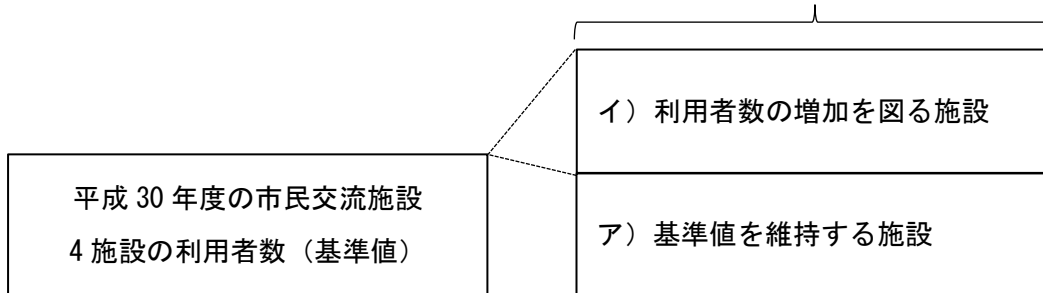 イ）利用者数の増加を図る施設
平成 30 年度の市民交流施設
4 施設の利用者数（基準値）
ア）基準値を維持する施設